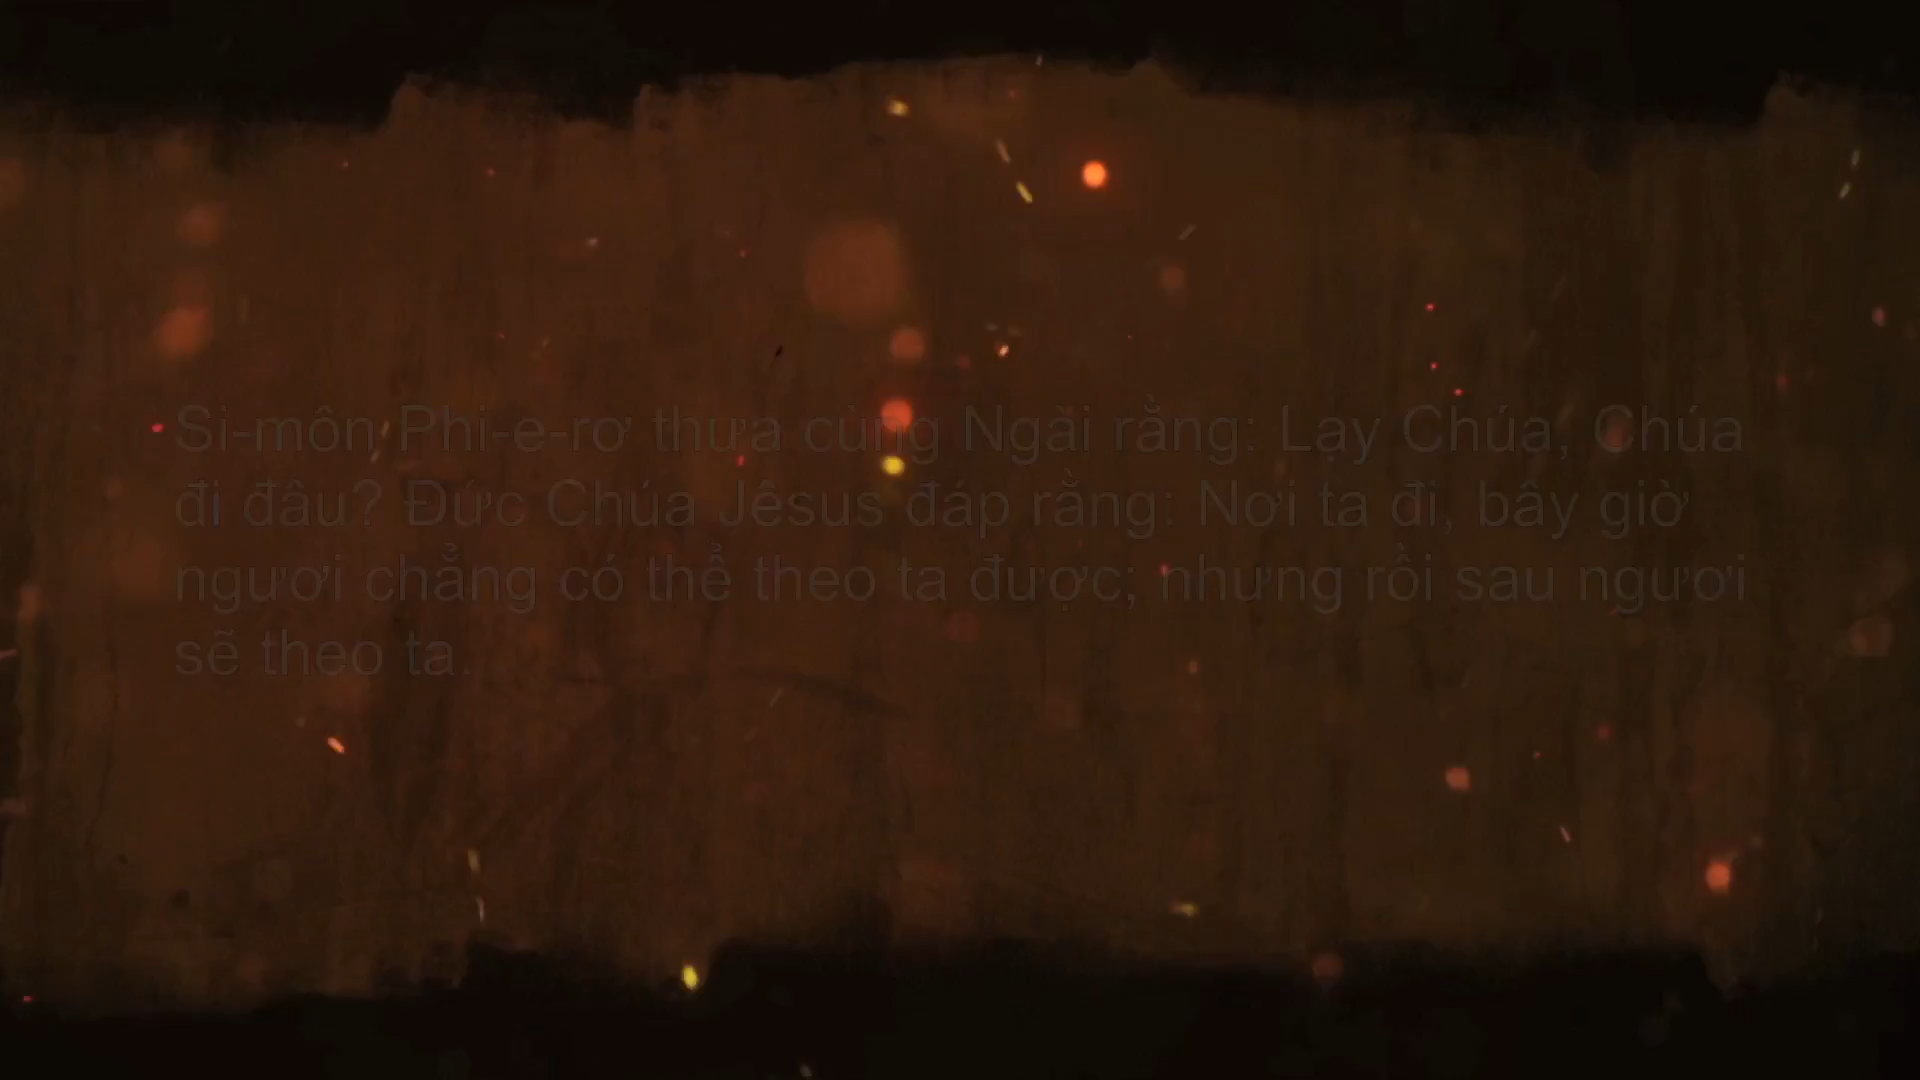 Si-môn Phi-e-rơ thưa cùng Ngài rằng: Lạy Chúa, Chúa
đi đâu? Đức Chúa Jêsus đáp rằng: Nơi ta đi, bây giờ
ngươi chẳng có thể theo ta được; nhưng rồi sau ngươi
sẽ theo ta.